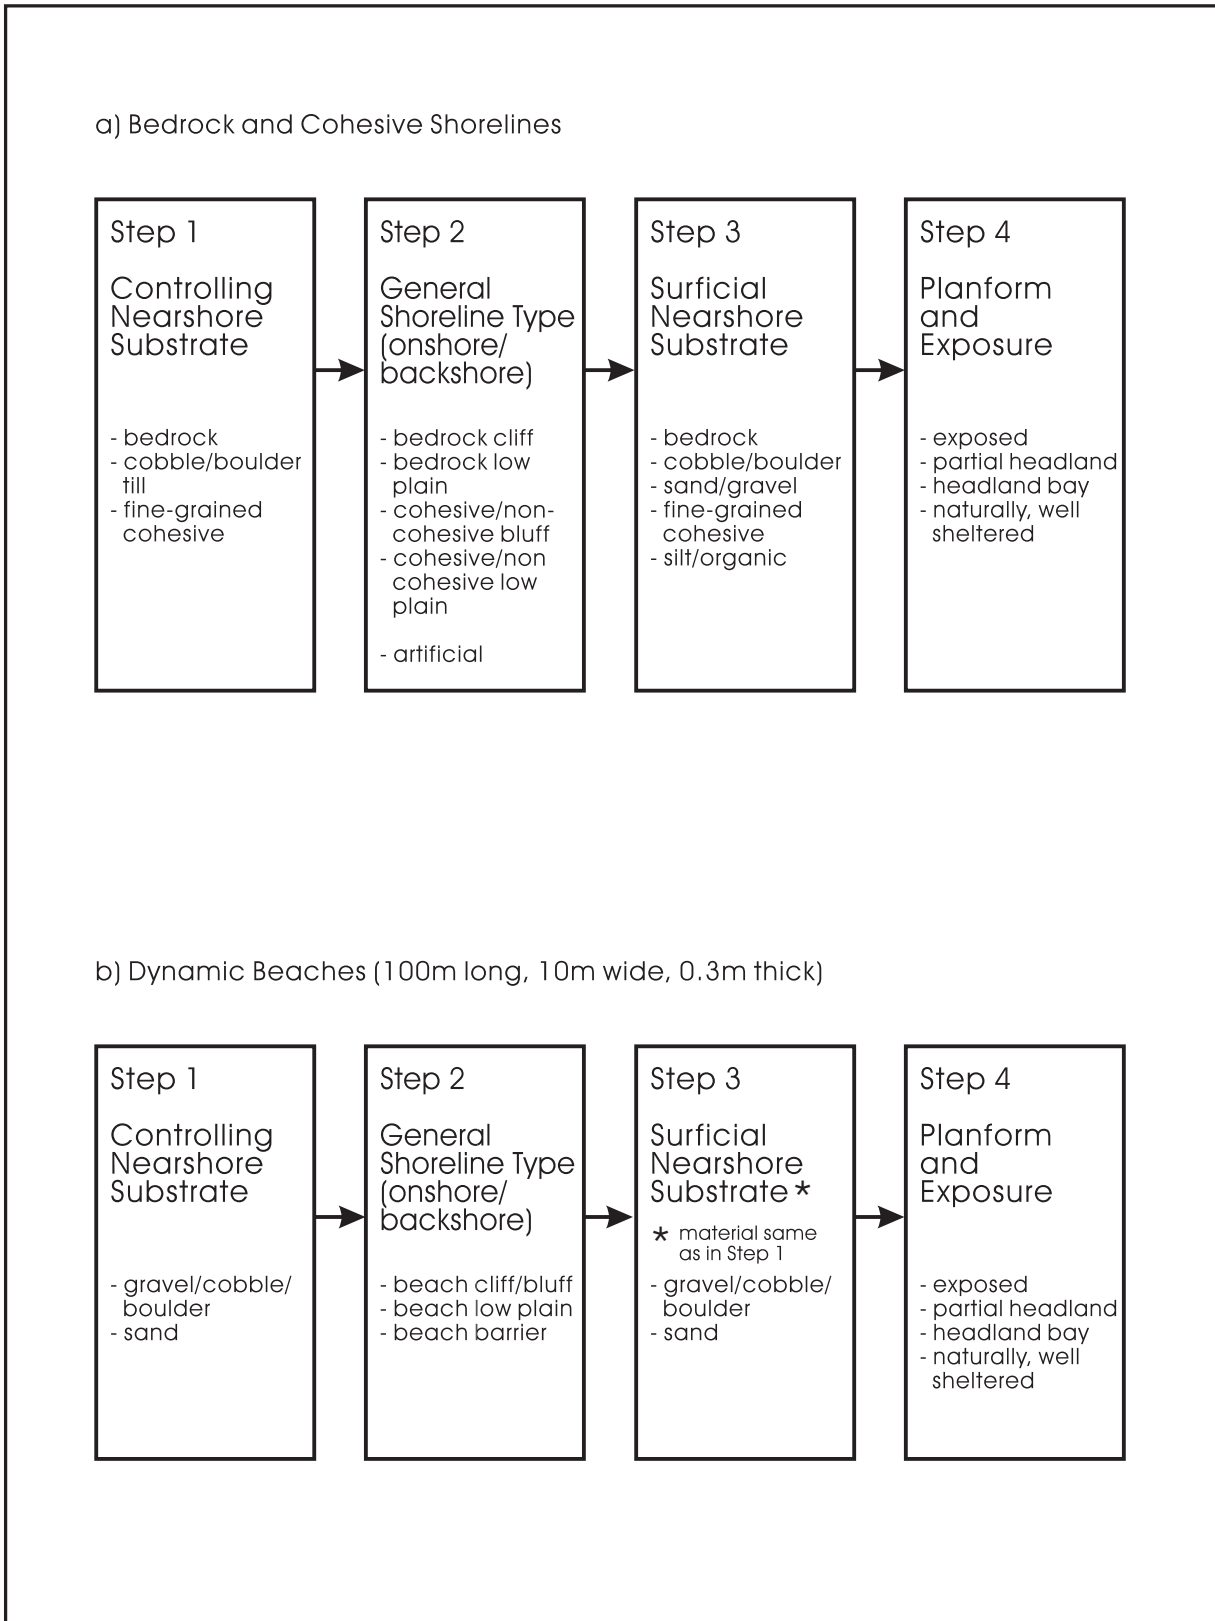 a) Bedrock and Cohesive Shorelines
Step 1
Controlling
Nearshore
Substrate
- bedrock
- cobble/boulder
till
- fine-grained
cohesive
Step 2
General
Shoreline Type
(onshore/
backshore)
- bedrock cliff
- bedrock low
plain
- cohesive/non-
cohesive bluff
- cohesive/non
cohesive low
plain
- artificial
Step 3
Surficial
Nearshore
Substrate
- bedrock
- cobble/boulder
- sand/gravel
- fine-grained
cohesive
- silt/organic
Step 4
Planform
and
Exposure
- exposed
- partial headland
- headland bay
- naturally, well
sheltered
b) Dynamic Beaches (100m long, 10m wide, 0.3m thick)
Step 1
Controlling
Nearshore
Substrate
- gravel/cobble/
boulder
- sand
Step 2
General
Shoreline Type
(onshore/
backshore)
- beach cliff/bluff
- beach low plain
- beach barrier
Step 3
Surficial
Nearshore
Substrate *
* material same
as in Step 1
- gravel/cobble/
boulder
- sand
Step 4
Planform
and
Exposure
- exposed
- partial headland
- headland bay
- naturally, well
sheltered